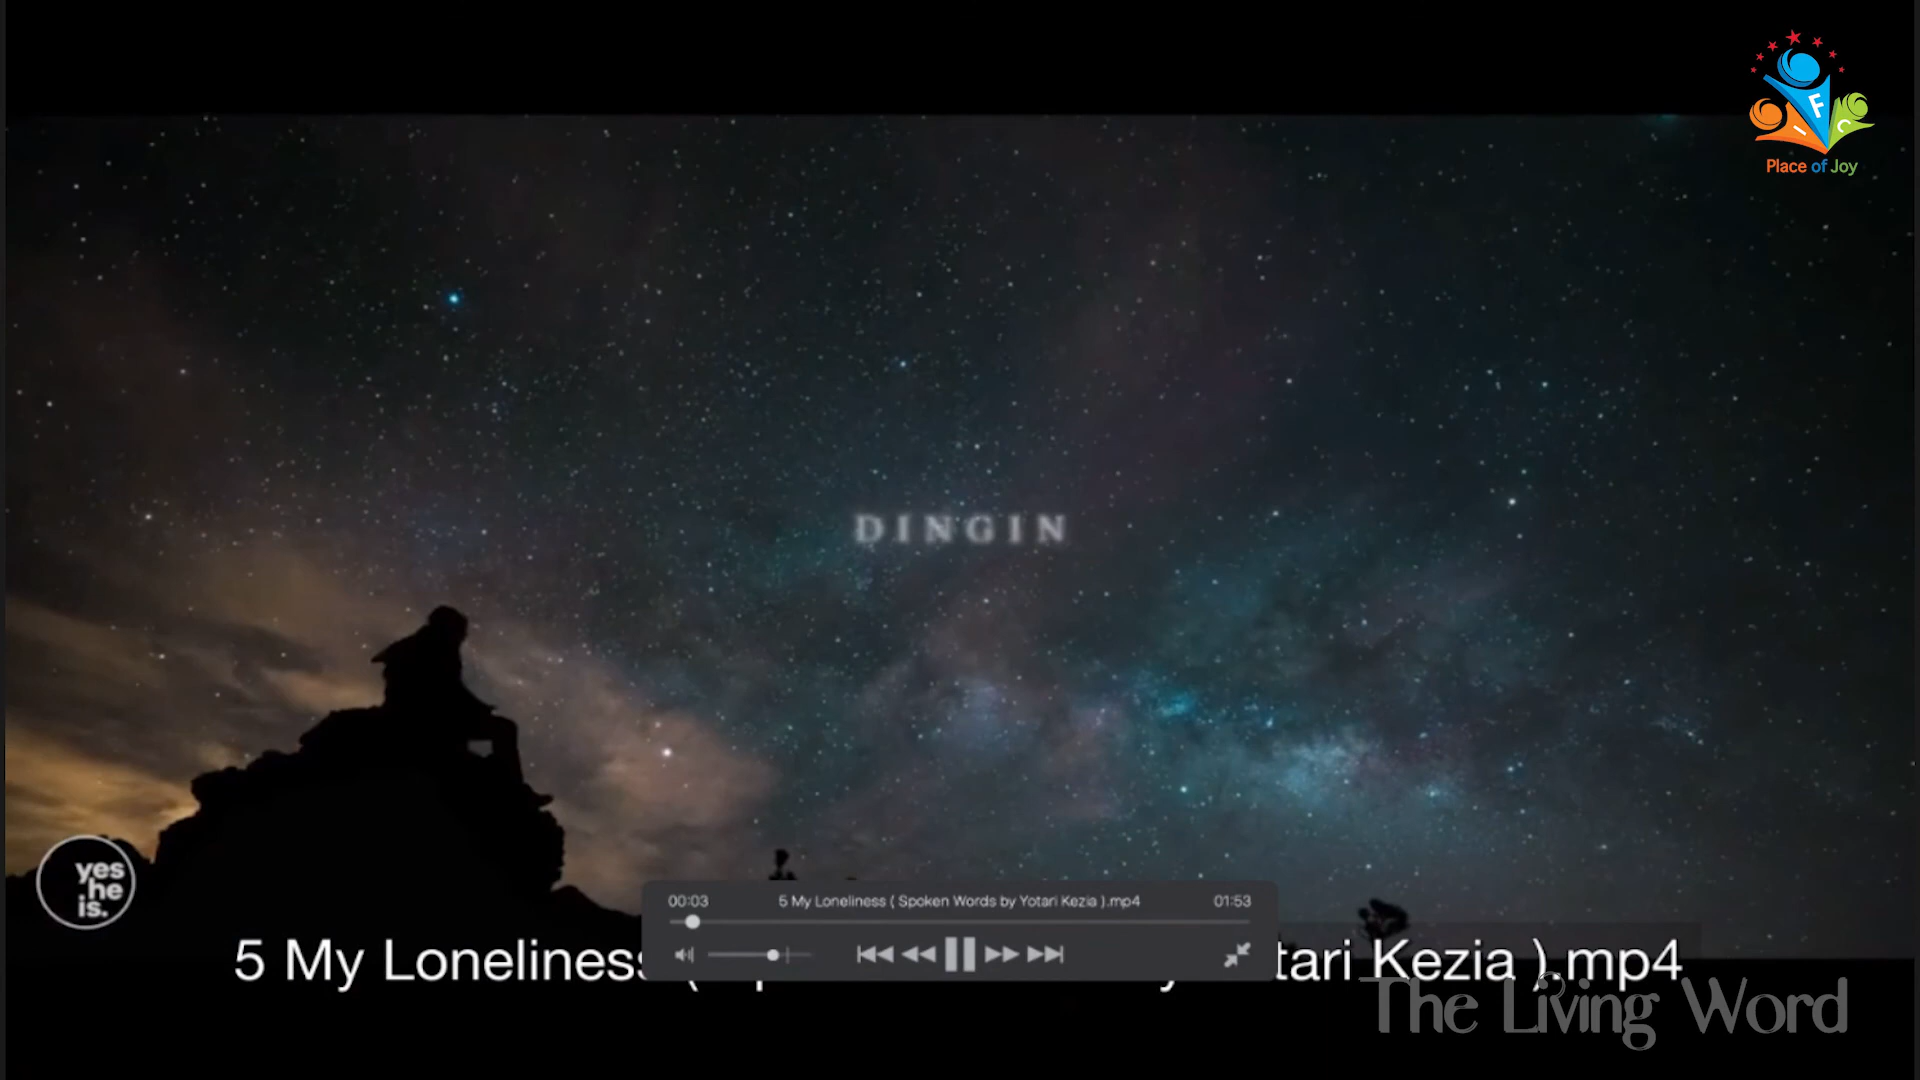 I F C
Place of Joy
DINGIN
yes
he
is.
00:03 5 My Loneliness ( Spoken Words by Yotari Kezia ).mp4 01:53
5 My Loneliness tari Kezia ).mp4
The Living Word